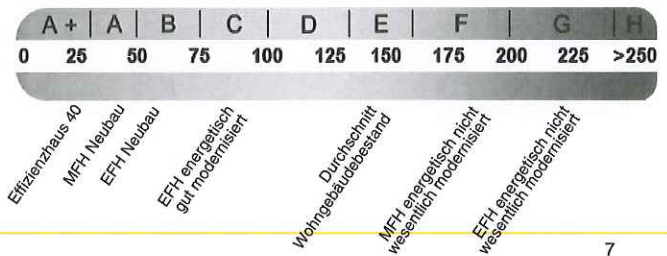 A+ | A | B | C | D | E | F | G | H
0 25 50 75 100 125 150 175 200 225 >250
Effizienzhaus 40
MFH Neubau
EFH Neubau
EFH energetisch
gut modernisiert
Durchschnitt
Wohngebäudebestand
MFH energetisch nicht
wesentlich modernisiert
EFH energetisch nicht
wesentlich modernisiert
7